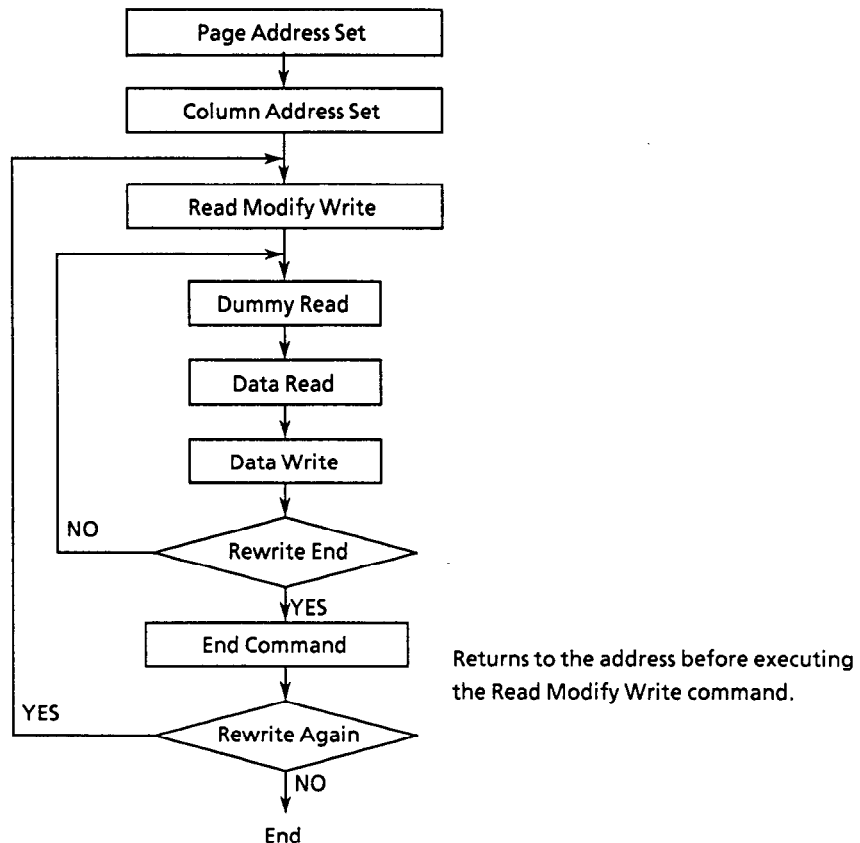 Page Address Set
Column Address Set
Read Modify Write
Dummy Read
Data Read
Data Write
NO
Rewrite End
YES
End Command
Returns to the address before executing
the Read Modify Write command.
YES
Rewrite Again
NO
End